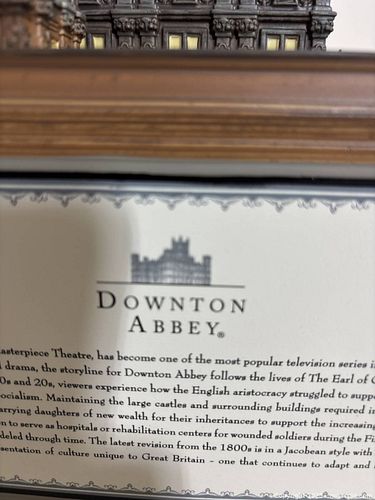 DOWNTON
ABBEY®
asterpiece Theatre, has become one of the most popular television series i
drama, the storyline for Downton Abbey follows the lives of The Earl of
0s and 20s, viewers experience how the English aristocracy struggled to supp
ocialism. Maintaining the large castles and surrounding buildings required in
arrying daughters of new wealth for their inheritances to support the increasing
on to serve as hospitals or rehabilitation centers for wounded soldiers during the Fi
deled through time. The latest revision from the 1800s is in a Jacobean style with
sentation of culture unique to Great Britain - one that continues to adapt and